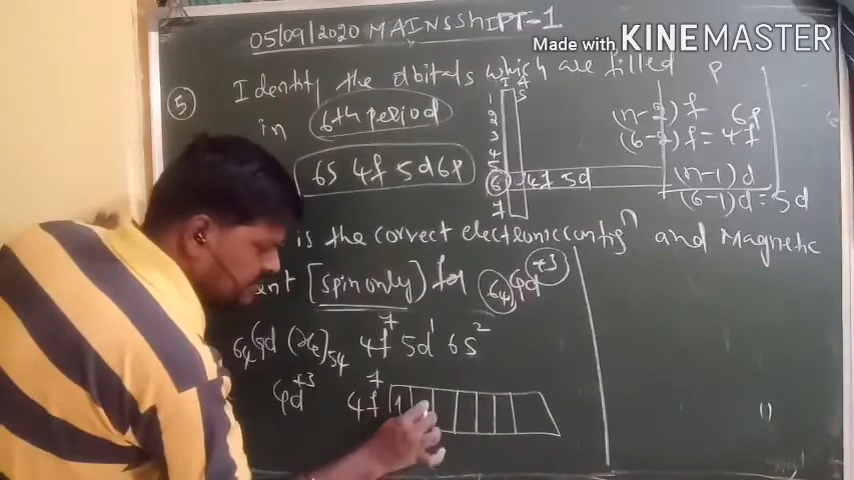 05/09/2020 MAINS SHIFT-1
Made with KINEMASTER
5 Identify the orbitals which are filled
in 6th period
6s 4f 5d 6p
1
2
3
4
5
6 4f 5d
7
(n-2)f 6p
(6-2)f = 4f
(n-1)d
(6-1)d = 5d
is the correct electronic configⁿ and Magnetic
ent [spin only] for 64Gd+3
64Gd (Xe)54 4f7 5d1 6s2
Gd+3 4f7